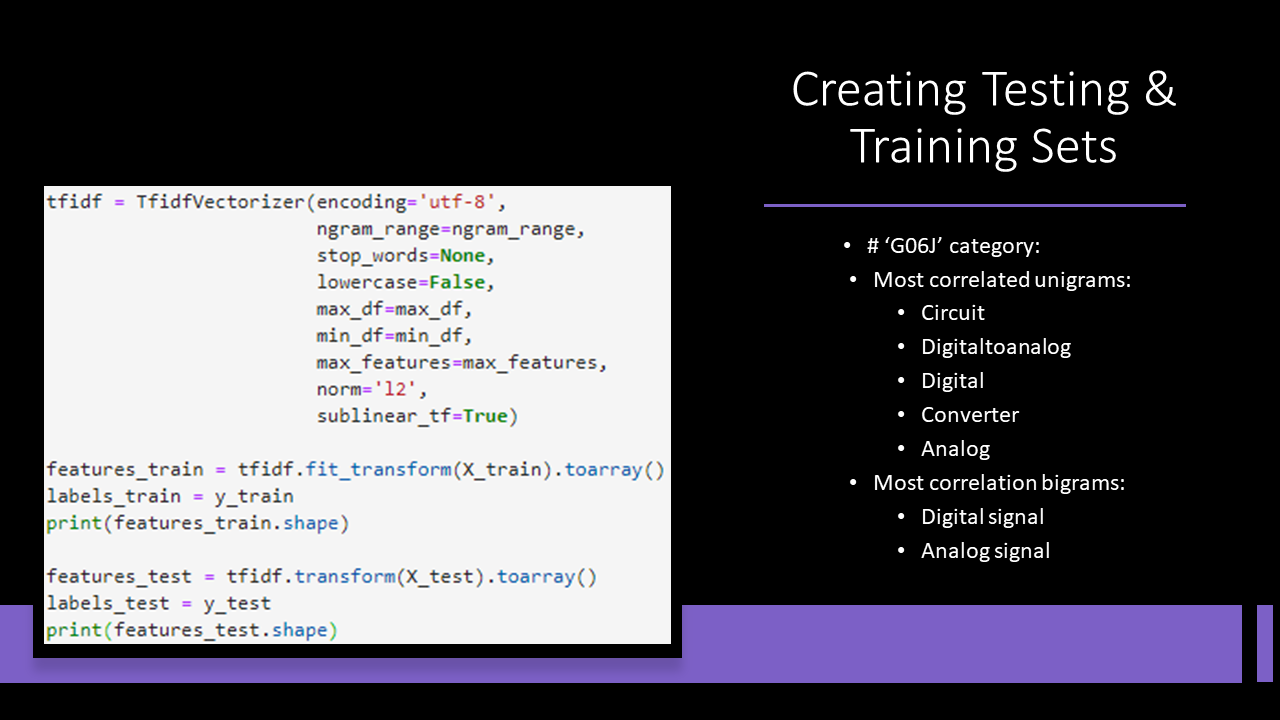 Creating Testing &
Training Sets
tfidf = TfidfVectorizer(encoding='utf-8',
ngram_range=ngram_range,
stop_words=None,
lowercase=False,
max_df=max_df,
min_df=min_df,
max_features=max_features,
norm='l2',
sublinear_tf=True)
features_train = tfidf.fit_transform(X_train).toarray()
labels_train = y_train
print(features_train.shape)
features_test = tfidf.transform(X_test).toarray()
labels_test = y_test
print(features_test.shape)
• # ‘G06J’ category:
• Most correlated unigrams:
• Circuit
• Digitaltoanalog
• Digital
• Converter
• Analog
• Most correlation bigrams:
• Digital signal
• Analog signal